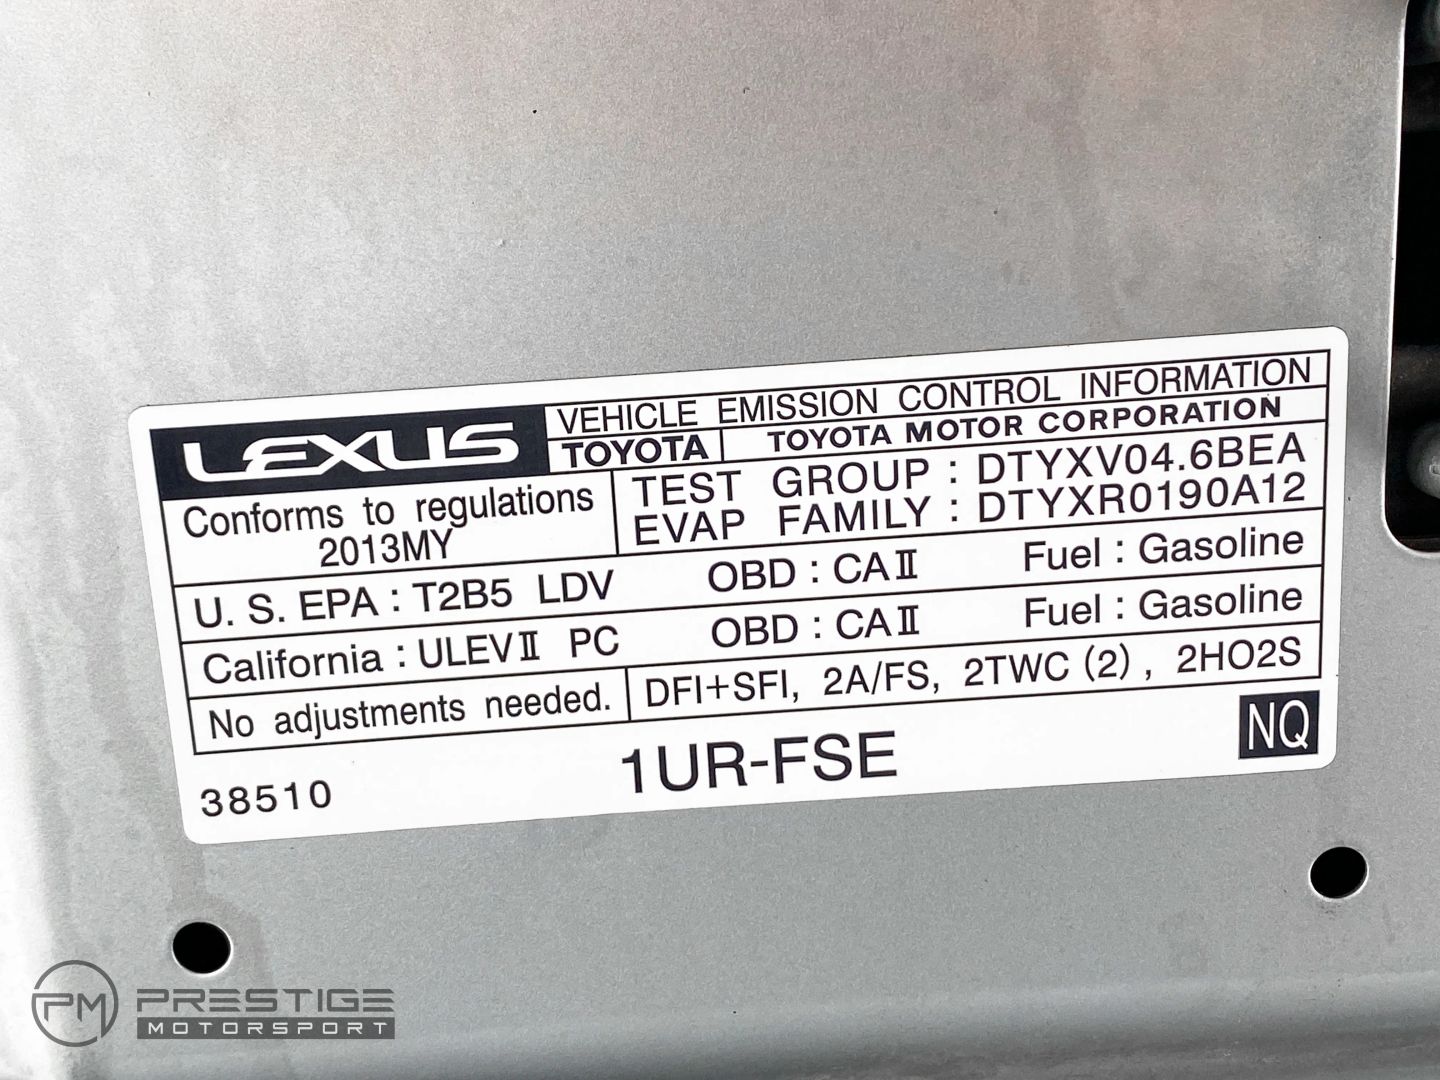 LEXUS
VEHICLE EMISSION CONTROL INFORMATION
TOYOTA TOYOTA MOTOR CORPORATION
Conforms to regulations
2013MY
TEST GROUP : DTYXV04.6BEA
EVAP FAMILY : DTYXR0190A12
U. S. EPA : T2B5 LDV OBD : CAⅡ Fuel : Gasoline
California : ULEVⅡ PC OBD : CAⅡ Fuel : Gasoline
No adjustments needed. DFI+SFI, 2A/FS, 2TWC (2) , 2HO2S
38510 1UR-FSE NQ
PM PRESTIGE
MOTORSPORT